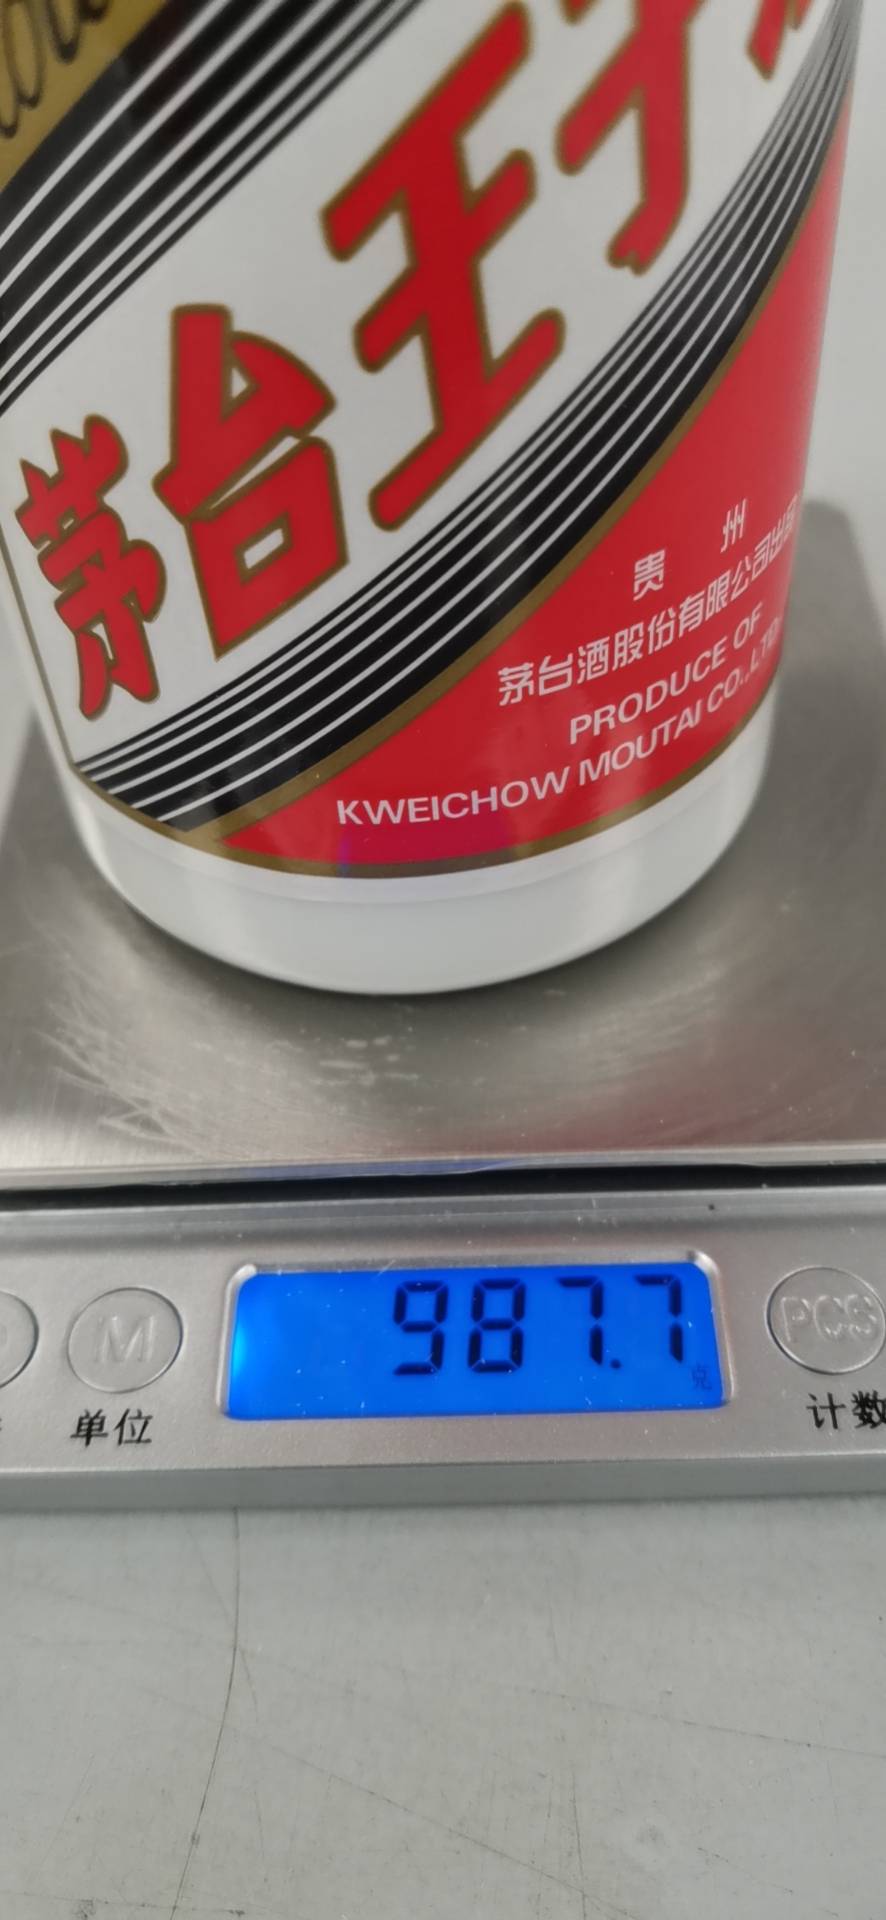 茅台王子
贵 州
茅台酒股份有限公司出品
PRODUCE OF
KWEICHOW MOUTAI CO.,LTD.
987.7
克
M
PCS
单位
计数